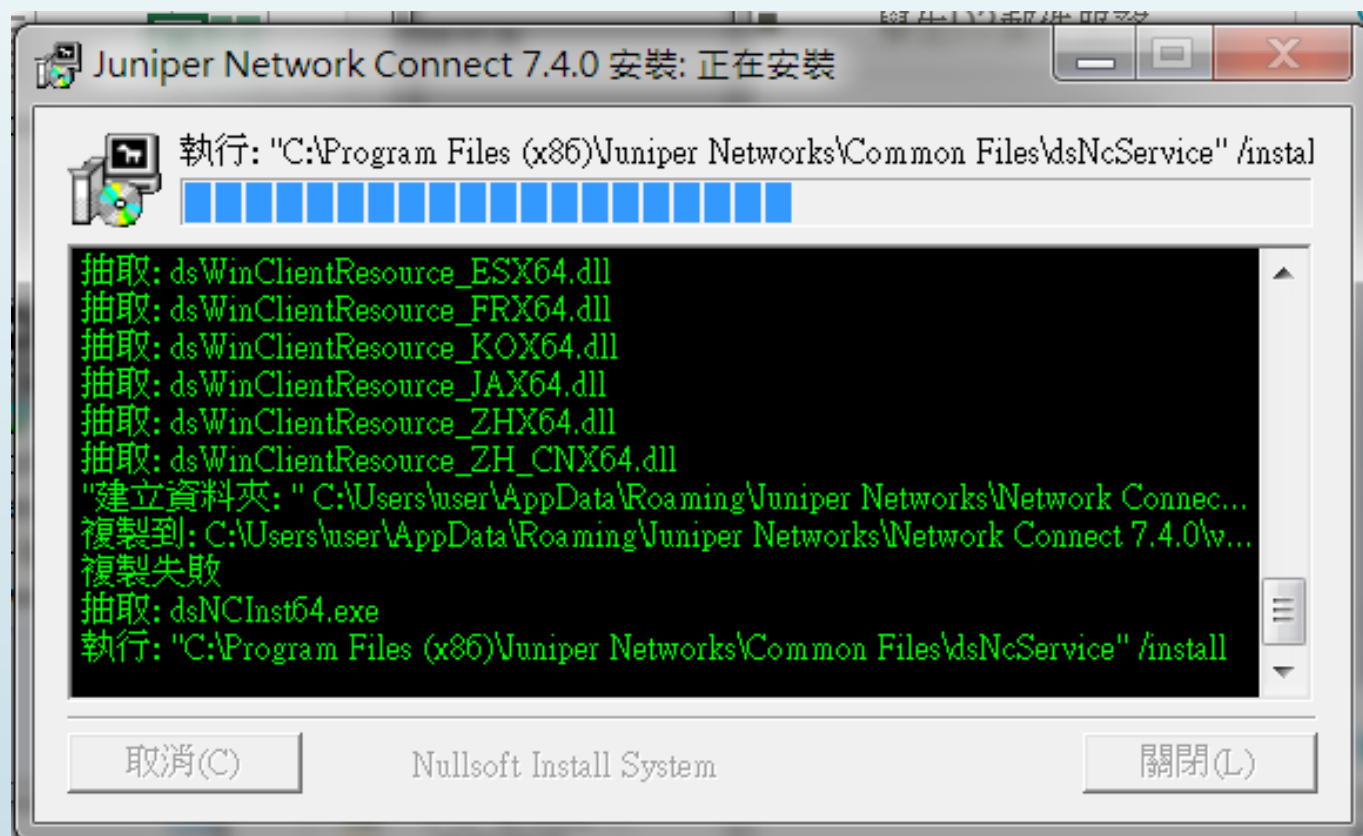 Juniper Network Connect 7.4.0 安裝: 正在安裝
執行: "C:\Program Files (x86)\Juniper Networks\Common Files\dsNcService" /instal
抽取: dsWinClientResource_ESX64.dll
抽取: dsWinClientResource_FRX64.dll
抽取: dsWinClientResource_KOX64.dll
抽取: dsWinClientResource_JAX64.dll
抽取: dsWinClientResource_ZHX64.dll
抽取: dsWinClientResource_ZH_CNX64.dll
"建立資料夾: " C:\Users\user\AppData\Roaming\Juniper Networks\Network Connec...
複製到: C:\Users\user\AppData\Roaming\Juniper Networks\Network Connect 7.4.0\v...
複製失敗
抽取: dsNCInst64.exe
執行: "C:\Program Files (x86)\Juniper Networks\Common Files\dsNcService" /install
取消(C)
Nullsoft Install System
關閉(L)